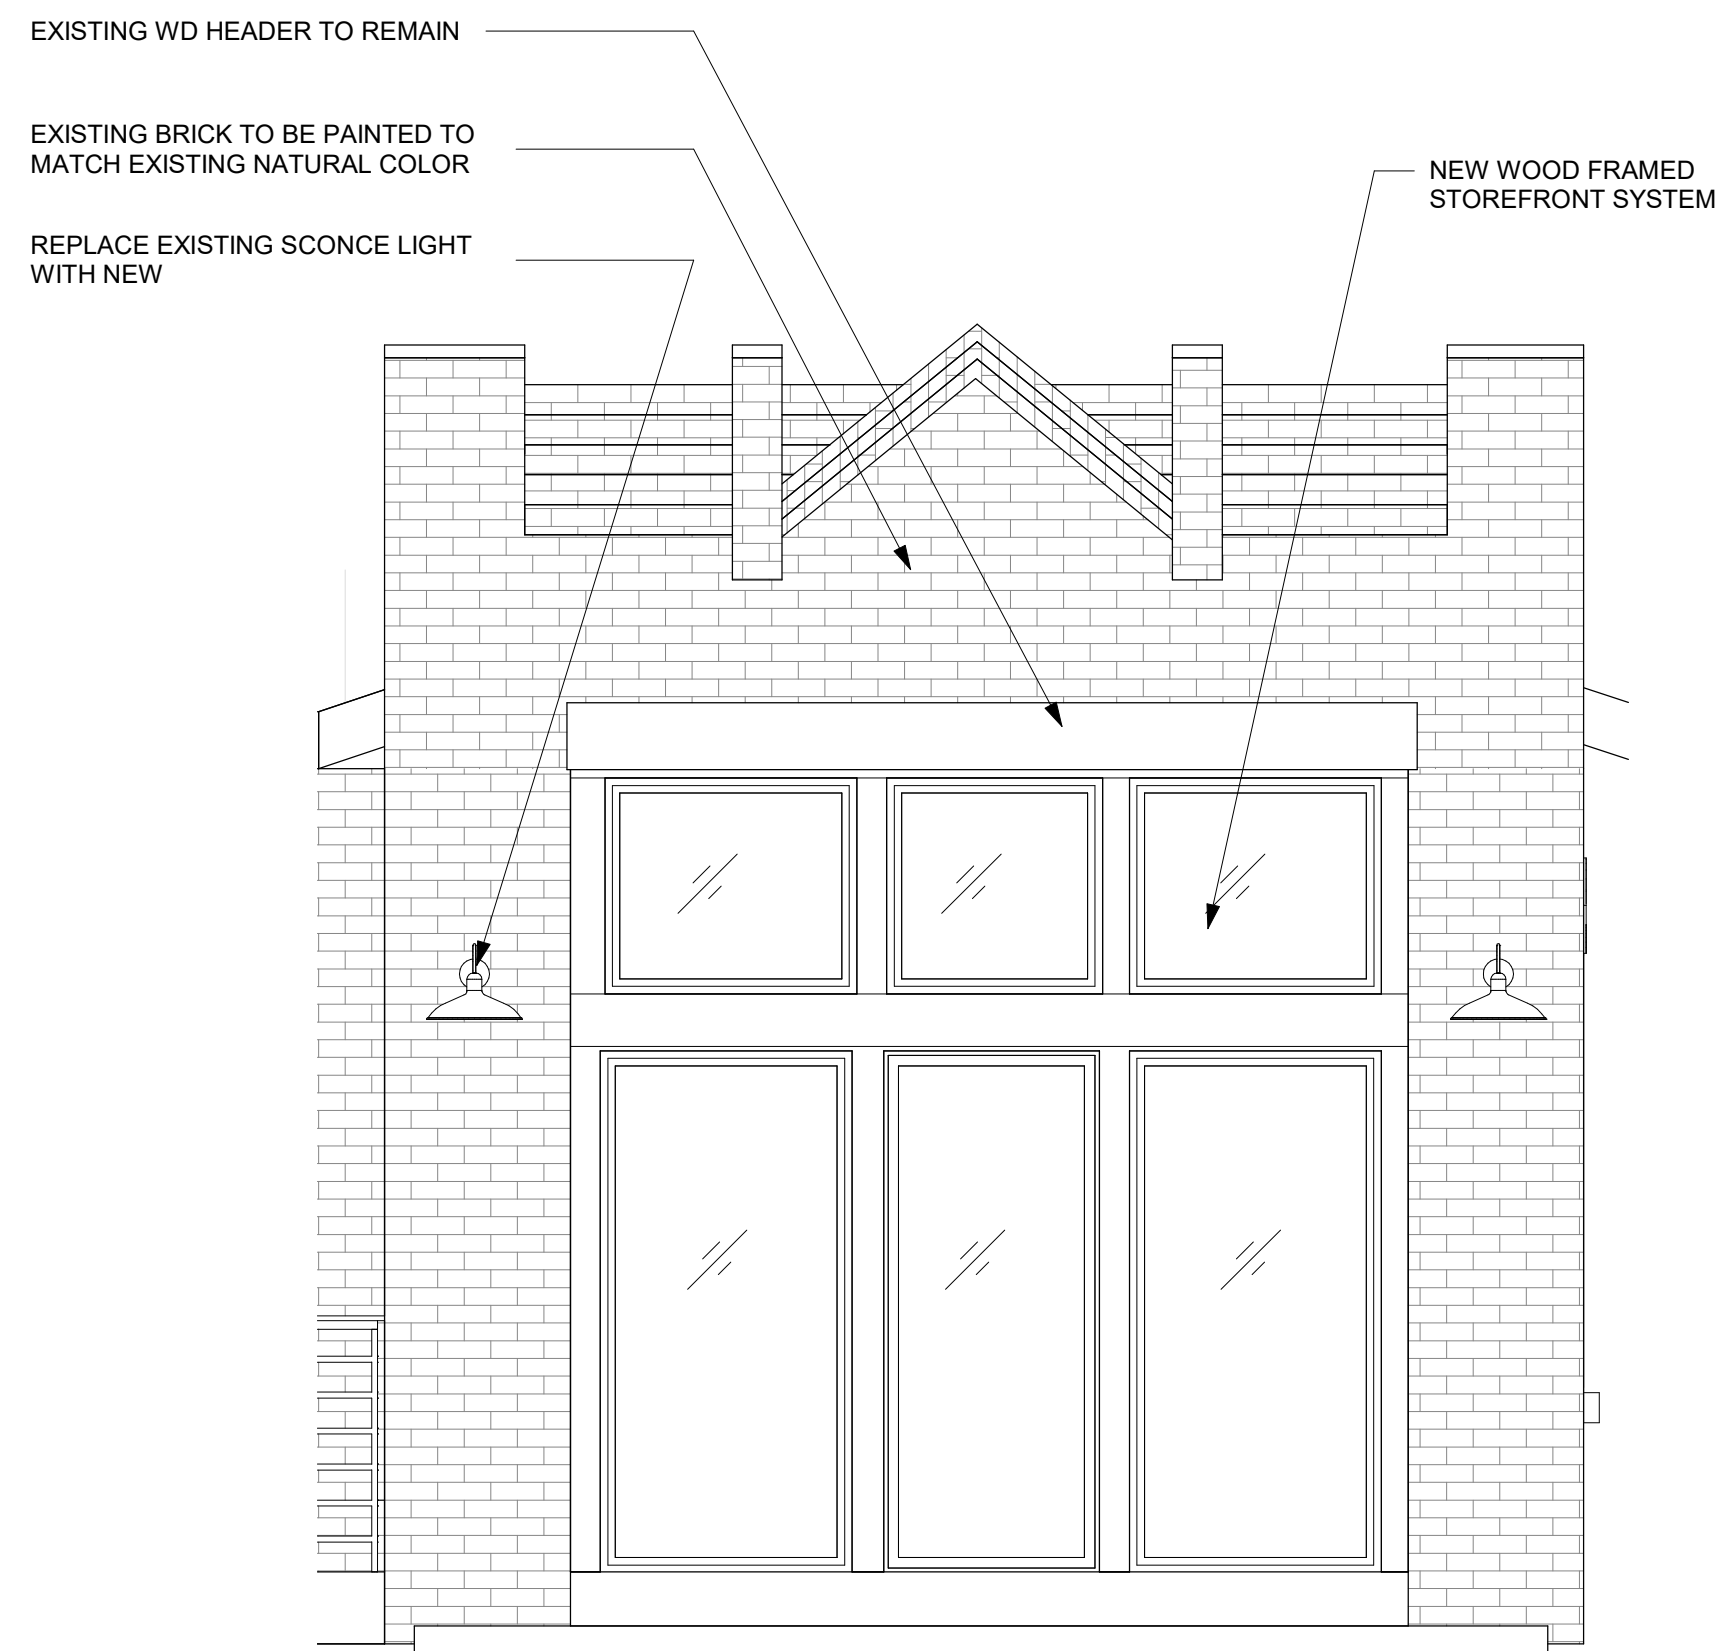 EXISTING WD HEADER TO REMAIN
EXISTING BRICK TO BE PAINTED TO
MATCH EXISTING NATURAL COLOR
REPLACE EXISTING SCONCE LIGHT
WITH NEW
NEW WOOD FRAMED
STOREFRONT SYSTEM